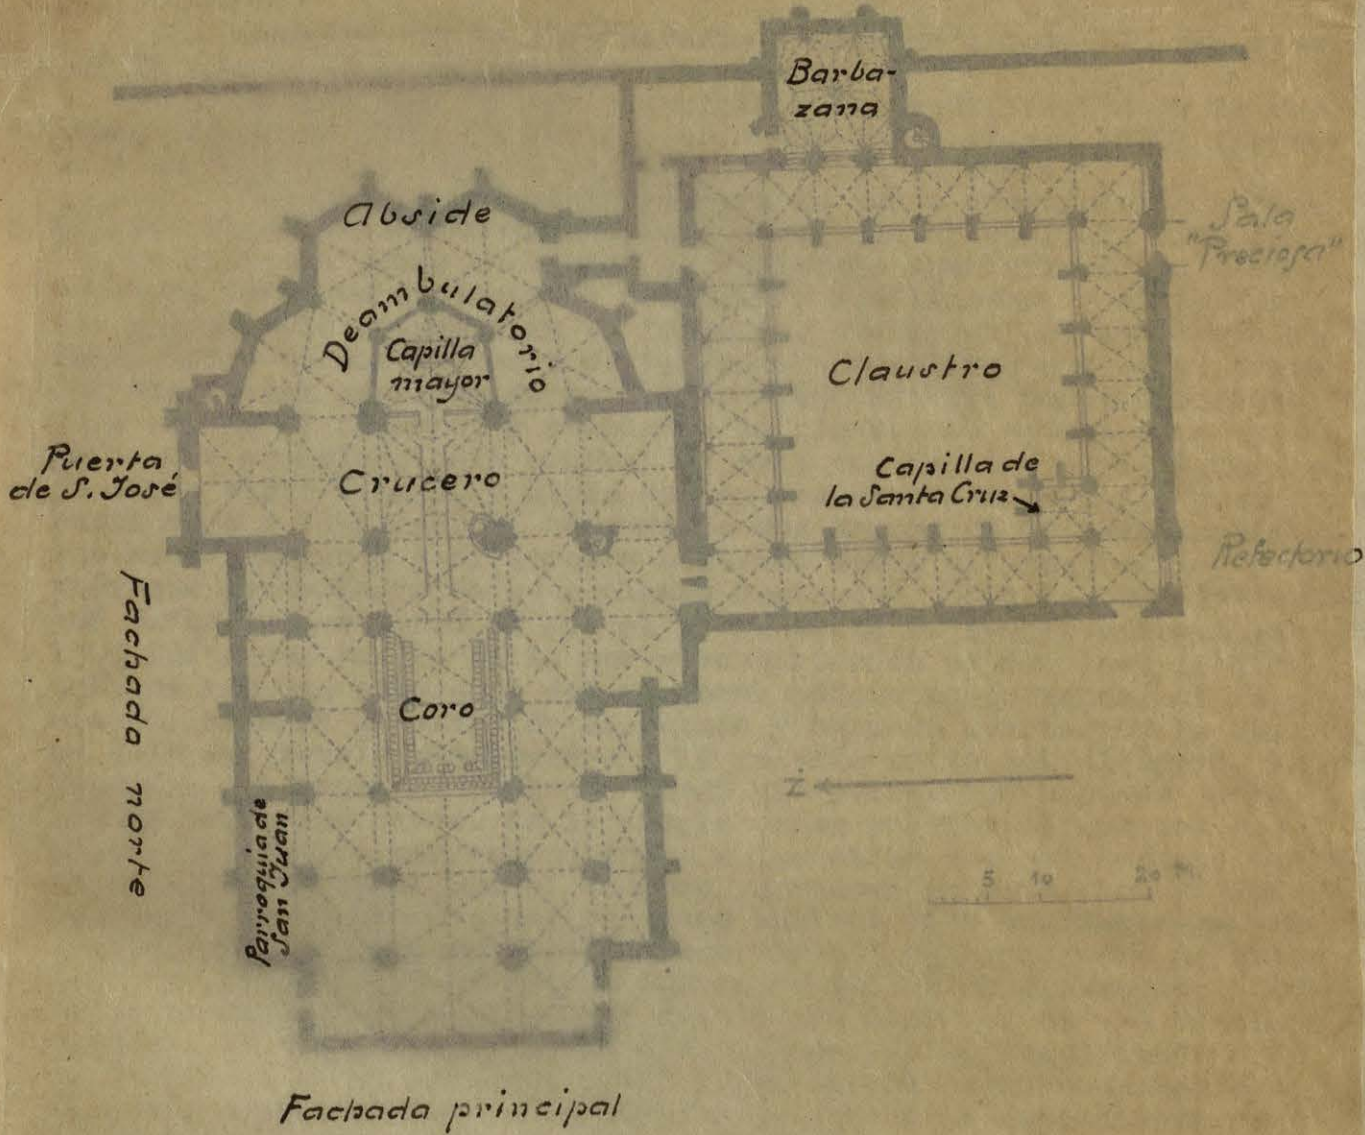 Barba-
zana
Abside
Sala
"Preciosa"
Deambulatorio
Capilla
mayor
Claustro
Puerta
de S. José
Crucero
Capilla de
la Santa Cruz
Refectorio
Fachada norte
Coro
Parroquia de
San Juan
5 10 20 M.
Fachada principal